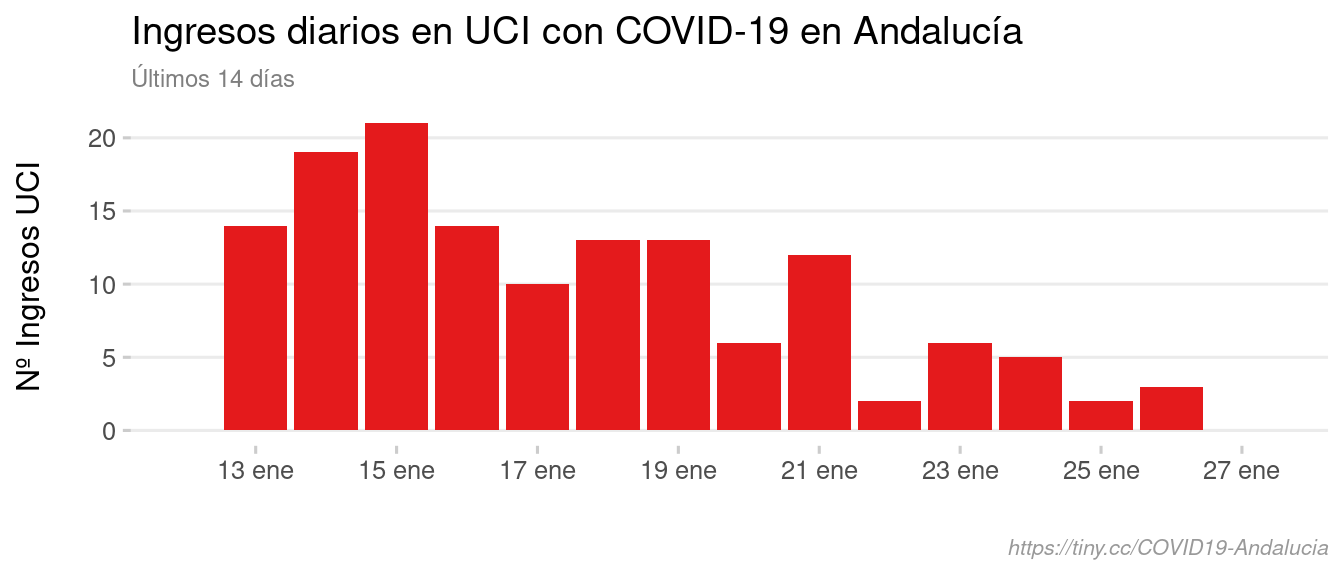 Ingresos diarios en UCI con COVID-19 en Andalucía
Últimos 14 días
Nº Ingresos UCI
20
15
10
5
0
13 ene
15 ene
17 ene
19 ene
21 ene
23 ene
25 ene
27 ene
https://tiny.cc/COVID19-Andalucia